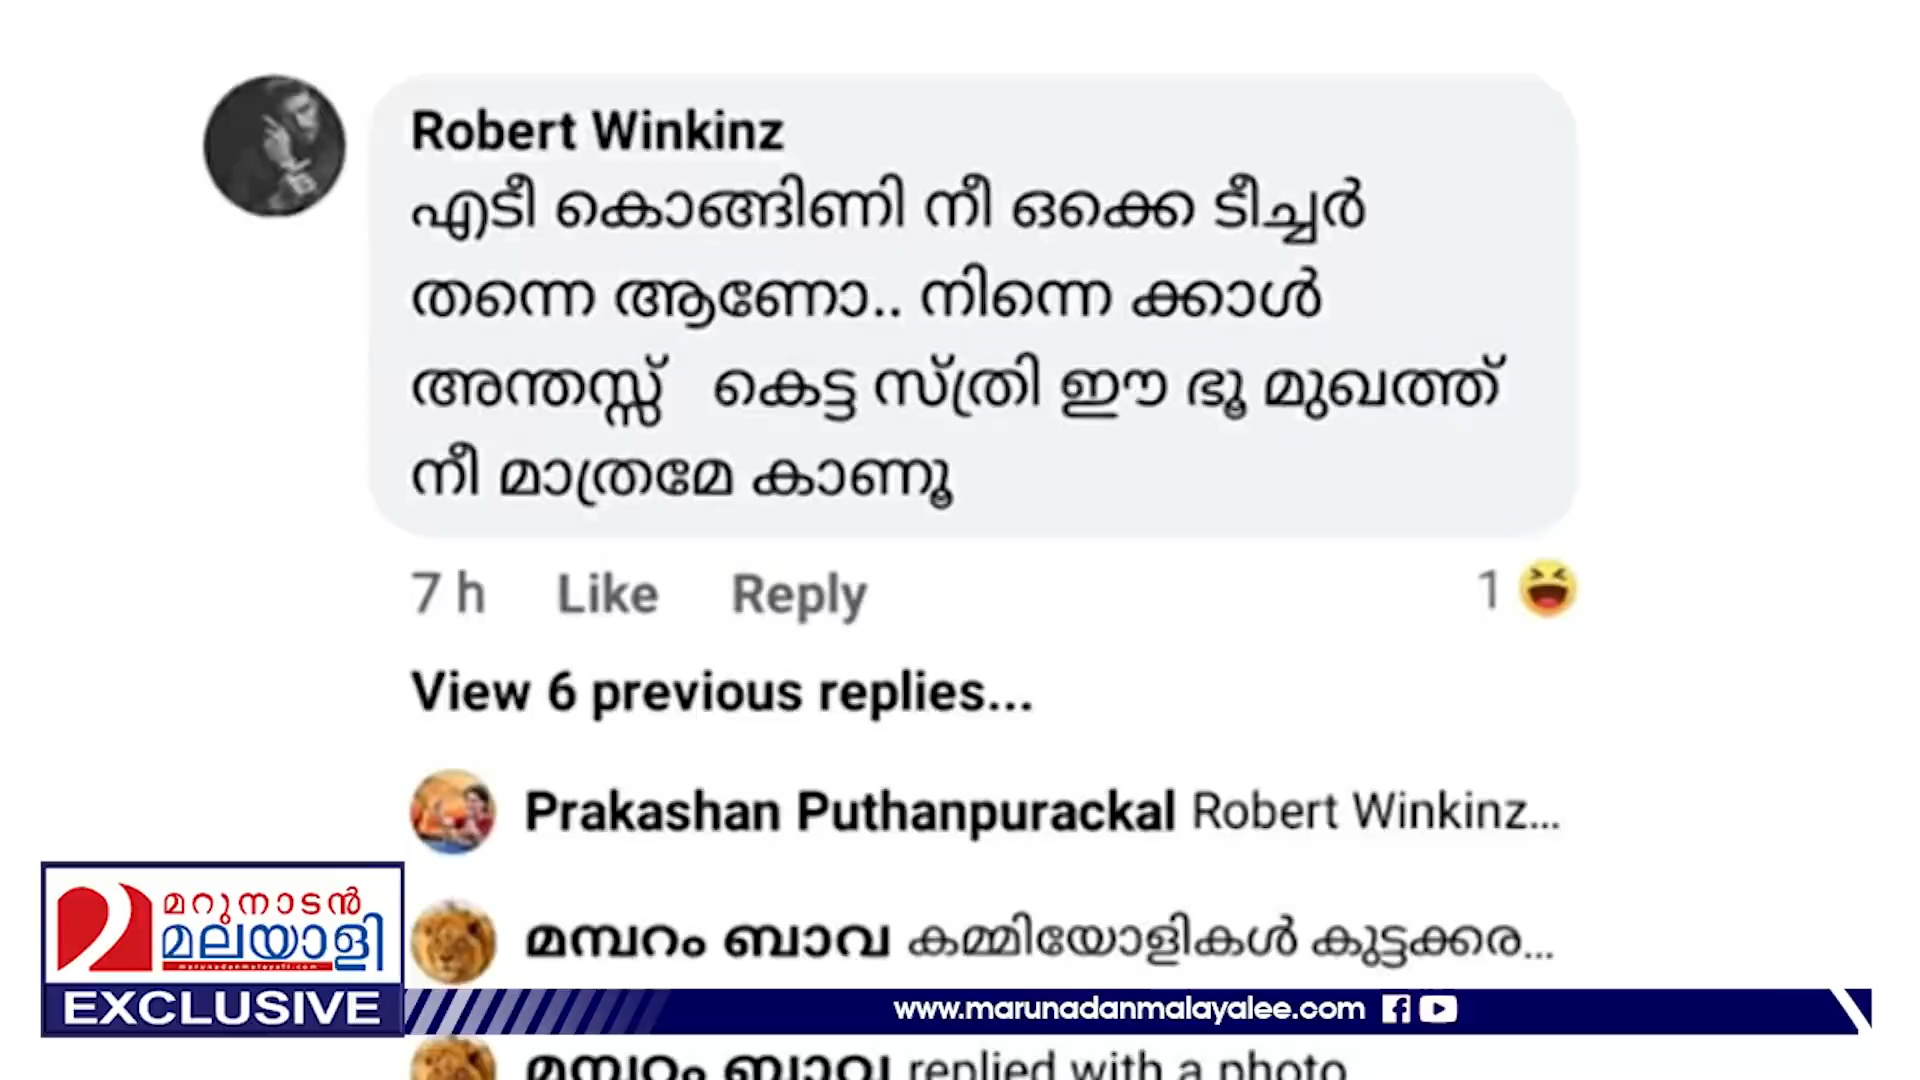 Robert Winkinz
എടീ കൊങ്ങിണി നീ ഒക്കെ ടീച്ചർ
തന്നെ ആണോ.. നിന്നെ ക്കാൾ
അന്തസ്സ് കെട്ട സ്ത്രി ഈ ഭൂ മുഖത്ത്
നീ മാത്രമേ കാണൂ
7 h Like Reply 1
View 6 previous replies...
Prakashan Puthanpurackal Robert Winkinz...
മമ്പറം ബാവ കമ്മിയോളികൾ കുട്ടക്കര...
മറുനാടൻ
മലയാളി
marunadanmalayali.com
EXCLUSIVE
www.marunadanmalayalee.com
മമ്പറം ബാവ replied with a photo